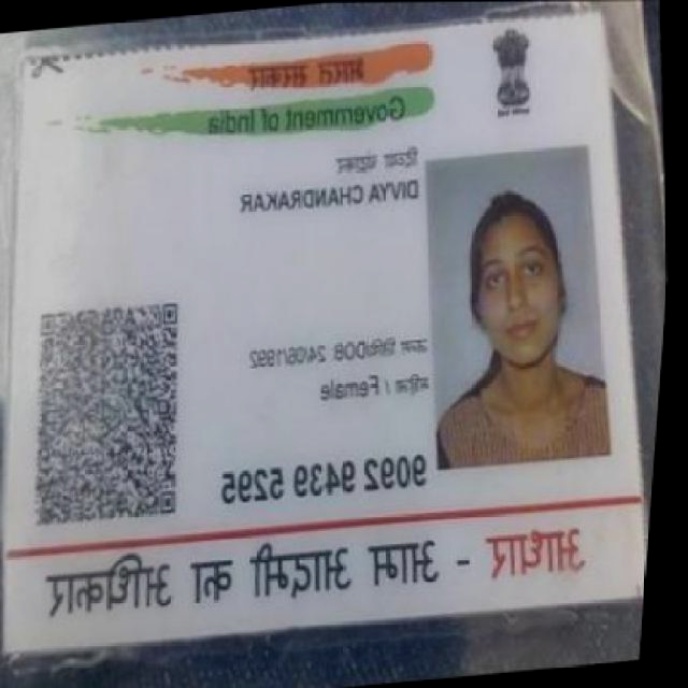 भारत सरकार
Government of India
दिव्या चंद्राकर
DIVYA CHANDRAKAR
जन्म तिथि/DOB: 24/06/1992
महिला / Female
9092 9439 5295
आधार - आम आदमी का अधिकार